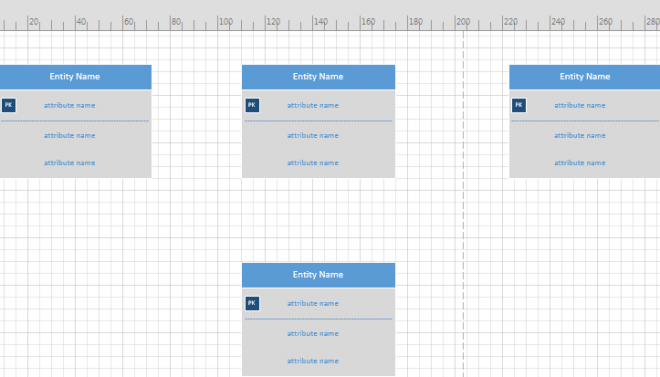 20 40 60 80 100 120 140 160 180 200 220 240 260 280
Entity Name Entity Name Entity Name
PK attribute name PK attribute name PK attribute name
attribute name attribute name attribute name
attribute name attribute name attribute name
Entity Name
PK attribute name
attribute name
attribute name